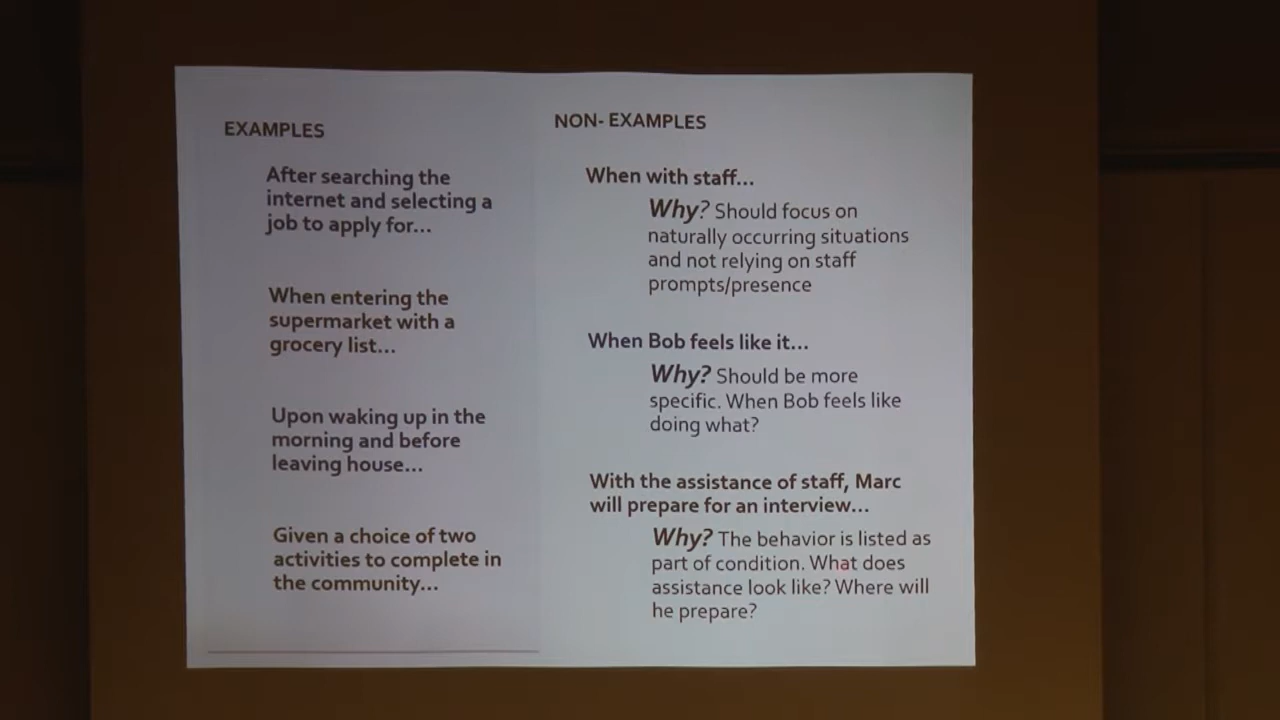 EXAMPLES
After searching the
internet and selecting a
job to apply for...
When entering the
supermarket with a
grocery list...
Upon waking up in the
morning and before
leaving house...
Given a choice of two
activities to complete in
the community...
NON- EXAMPLES
When with staff...
Why? Should focus on
naturally occurring situations
and not relying on staff
prompts/presence
When Bob feels like it...
Why? Should be more
specific. When Bob feels like
doing what?
With the assistance of staff, Marc
will prepare for an interview...
Why? The behavior is listed as
part of condition. What does
assistance look like? Where will
he prepare?